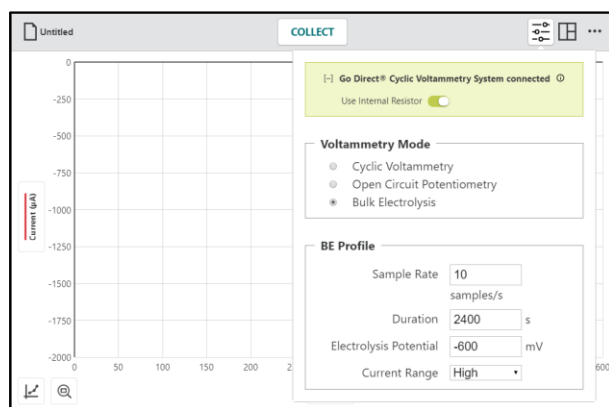 Untitled
COLLECT
[-] Go Direct® Cyclic Voltammetry System connected
Use Internal Resistor
Voltammetry Mode
Cyclic Voltammetry
Open Circuit Potentiometry
Bulk Electrolysis
BE Profile
Sample Rate 10
samples/s
Duration 2400 s
Electrolysis Potential -600 mV
Current Range High
Current (µA)
0
-250
-500
-750
-1000
-1250
-1500
-1750
-2000
0 50 100 150 200 600